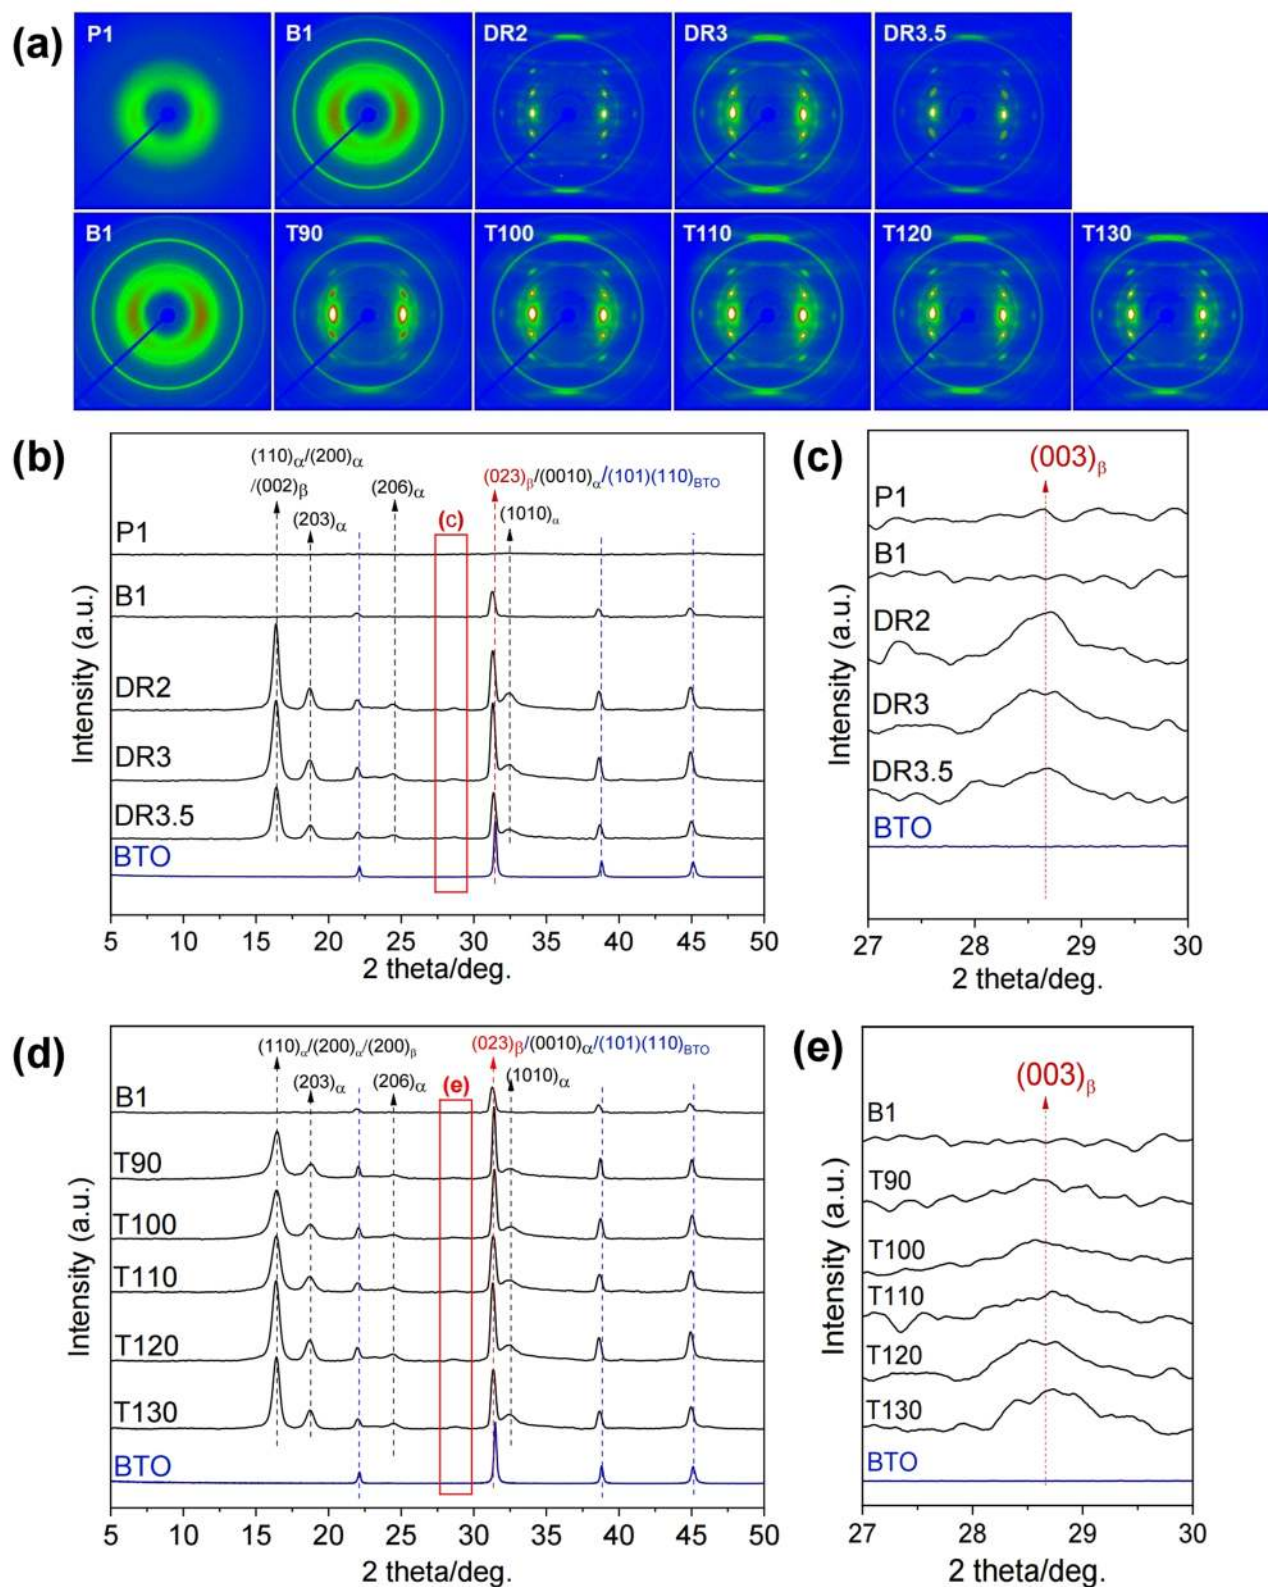 (a)
P1
B1
DR2
DR3
DR3.5
B1
T90
T100
T110
T120
T130
(b)
(110)α/(200)α
/(002)β
(203)α
(206)α
(c)
(023)β/(0010)α/(101)(110)BTO
(1010)α
P1
B1
DR2
DR3
DR3.5
BTO
Intensity (a.u.)
5 10 15 20 25 30 35 40 45 50
2 theta/deg.
(c)
(003)β
P1
B1
DR2
DR3
DR3.5
BTO
Intensity (a.u.)
27 28 29 30
2 theta/deg.
(d)
(110)α/(200)α/(200)β
(203)α
(206)α
(e)
(023)β/(0010)α/(101)(110)BTO
(1010)α
B1
T90
T100
T110
T120
T130
BTO
Intensity (a.u.)
5 10 15 20 25 30 35 40 45 50
2 theta/deg.
(e)
(003)β
B1
T90
T100
T110
T120
T130
BTO
Intensity (a.u.)
27 28 29 30
2 theta/deg.